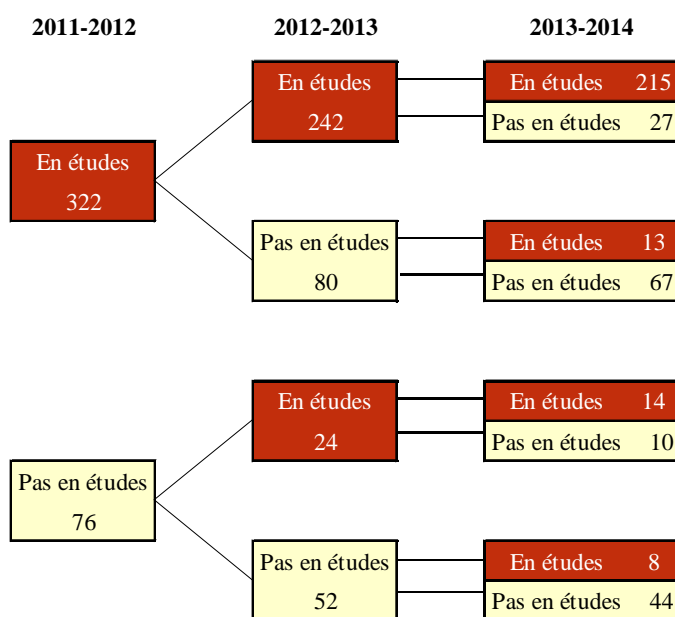 2011-2012 2012-2013 2013-2014
En études En études 215
242 Pas en études 27
En études
322
Pas en études En études 13
80 Pas en études 67
En études En études 14
24 Pas en études 10
Pas en études
76
Pas en études En études 8
52 Pas en études 44